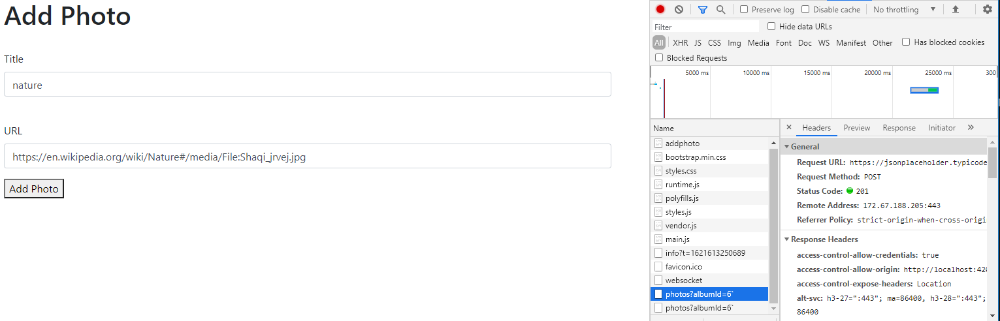 Add Photo
Title
nature
URL
https://en.wikipedia.org/wiki/Nature#/media/File:Shaqi_jrvej.jpg
Add Photo
Preserve log Disable cache No throttling
Filter Hide data URLs
All XHR JS CSS Img Media Font Doc WS Manifest Other Has blocked cookies
Blocked Requests
5000 ms 10000 ms 15000 ms 20000 ms 25000 ms 300
Name
addphoto
bootstrap.min.css
styles.css
runtime.js
polyfills.js
styles.js
vendor.js
main.js
info?t=1621613250689
favicon.ico
websocket
photos?albumId=6`
photos?albumId=6`
Headers Preview Response Initiator
General
Request URL: https://jsonplaceholder.typicode
Request Method: POST
Status Code: 201
Remote Address: 172.67.188.205:443
Referrer Policy: strict-origin-when-cross-origi
Response Headers
access-control-allow-credentials: true
access-control-allow-origin: http://localhost:420
access-control-expose-headers: Location
alt-svc: h3-27=":443"; ma=86400, h3-28=":443";
86400